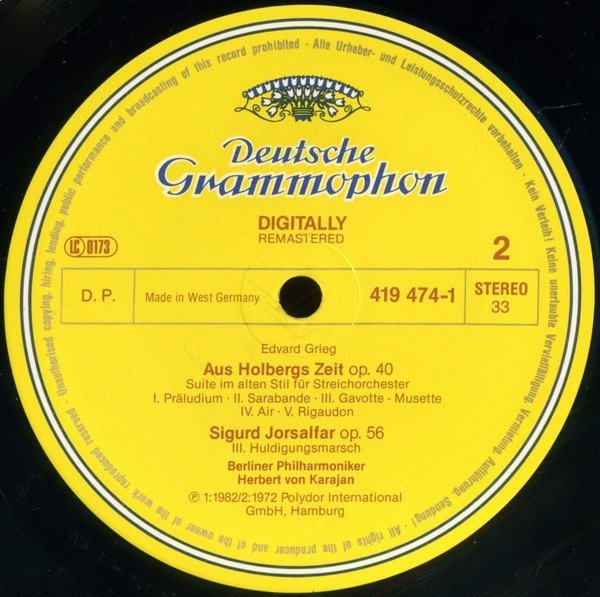 Unauthorised copying, hiring, lending, public performance and broadcasting of this record prohibited · Alle Urheber- und Leistungsschutzrechte vorbehalten · Kein Verleih! Keine unerlaubte Vervielfältigung, Vermietung, Aufführung, Sendung! · All rights of the producer and of the owner of the work reproduced reserved ·
Deutsche
Grammophon
DIGITALLY
REMASTERED
LC 0173
2
D. P.
Made in West Germany
419 474-1
STEREO
33
Edvard Grieg
Aus Holbergs Zeit op. 40
Suite im alten Stil für Streichorchester
I. Präludium · II. Sarabande · III. Gavotte · Musette
IV. Air · V. Rigaudon
Sigurd Jorsalfar op. 56
III. Huldigungsmarsch
Berliner Philharmoniker
Herbert von Karajan
℗ 1:1982/2:1972 Polydor International
GmbH, Hamburg